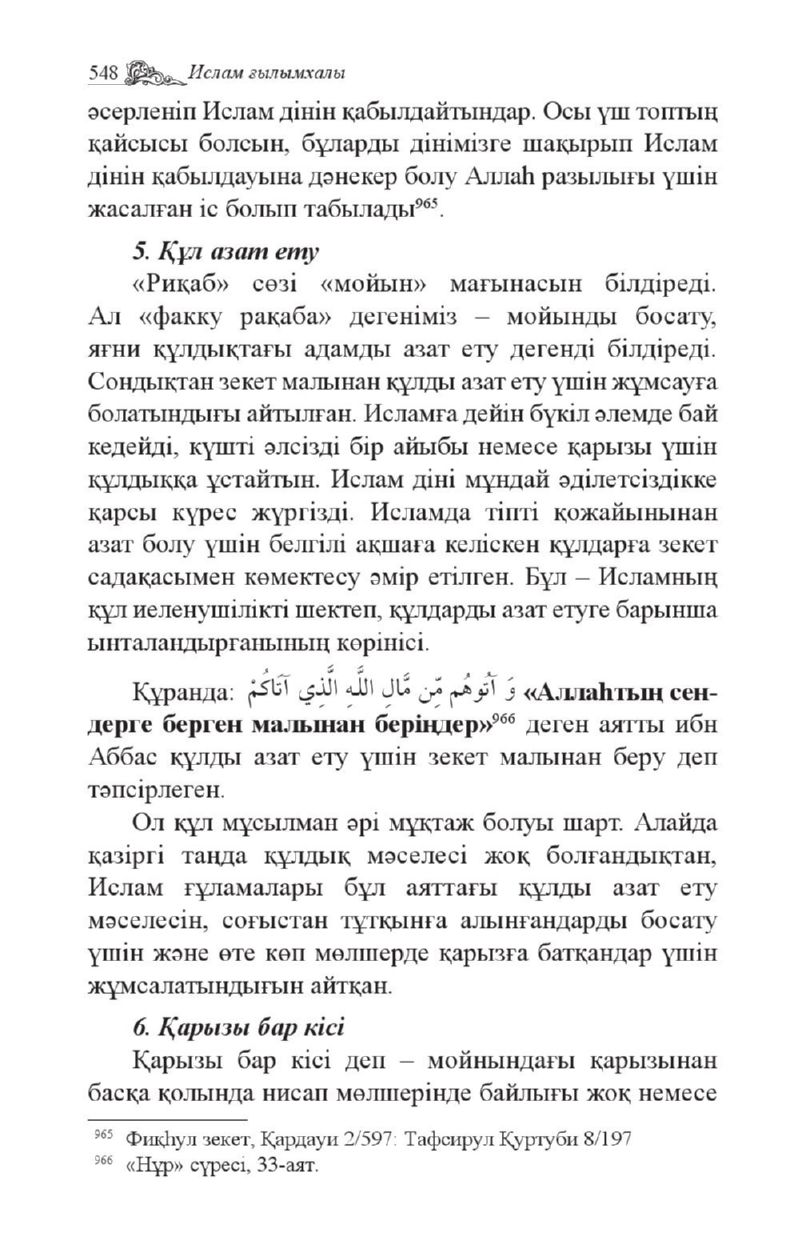 548 Ислам ғылымхалы
әсерленіп Ислам дінін қабылдайтындар. Осы үш топтың
қайсысы болсын, бұларды дінімізге шақырып Ислам
дінін қабылдауына дәнекер болу Аллаһ разылығы үшін
жасалған іс болып табылады965.
5. Құл азат ету
«Риқаб» сөзі «мойын» мағынасын білдіреді.
Ал «факку рақаба» дегеніміз – мойынды босату,
яғни құлдықтағы адамды азат ету дегенді білдіреді.
Сондықтан зекет малынан құлды азат ету үшін жұмсауға
болатындығы айтылған. Исламға дейін бүкіл әлемде бай
кедейді, күшті әлсізді бір айыбы немесе қарызы үшін
құлдыққа ұстайтын. Ислам діні мұндай әділетсіздікке
қарсы күрес жүргізді. Исламда тіпті қожайынынан
азат болу үшін белгілі ақшаға келіскен құлдарға зекет
садақасымен көмектесу әмір етілген. Бұл – Исламның
құл иеленушілікті шектеп, құлдарды азат етуге барынша
ынталандырғанының көрінісі.
Құранда: وَ آتُوهُم مِّن مَّالِ اللَّهِ الَّذِي آتَاكُمْ «Аллаһтың сен-
дерге берген малынан беріңдер»966 деген аятты ибн
Аббас құлды азат ету үшін зекет малынан беру деп
тәпсірлеген.
Ол құл мұсылман әрі мұқтаж болуы шарт. Алайда
қазіргі таңда құлдық мәселесі жоқ болғандықтан,
Ислам ғұламалары бұл аяттағы құлды азат ету
мәселесін, соғыстан тұтқынға алынғандарды босату
үшін және өте көп мөлшерде қарызға батқандар үшін
жұмсалатындығын айтқан.
6. Қарызы бар кісі
Қарызы бар кісі деп – мойнындағы қарызынан
басқа қолында нисап мөлшерінде байлығы жоқ немесе
965 Фиқһул зекет, Қардауи 2/597: Тафсирул Қуртуби 8/197
966 «Нұр» сүресі, 33-аят.